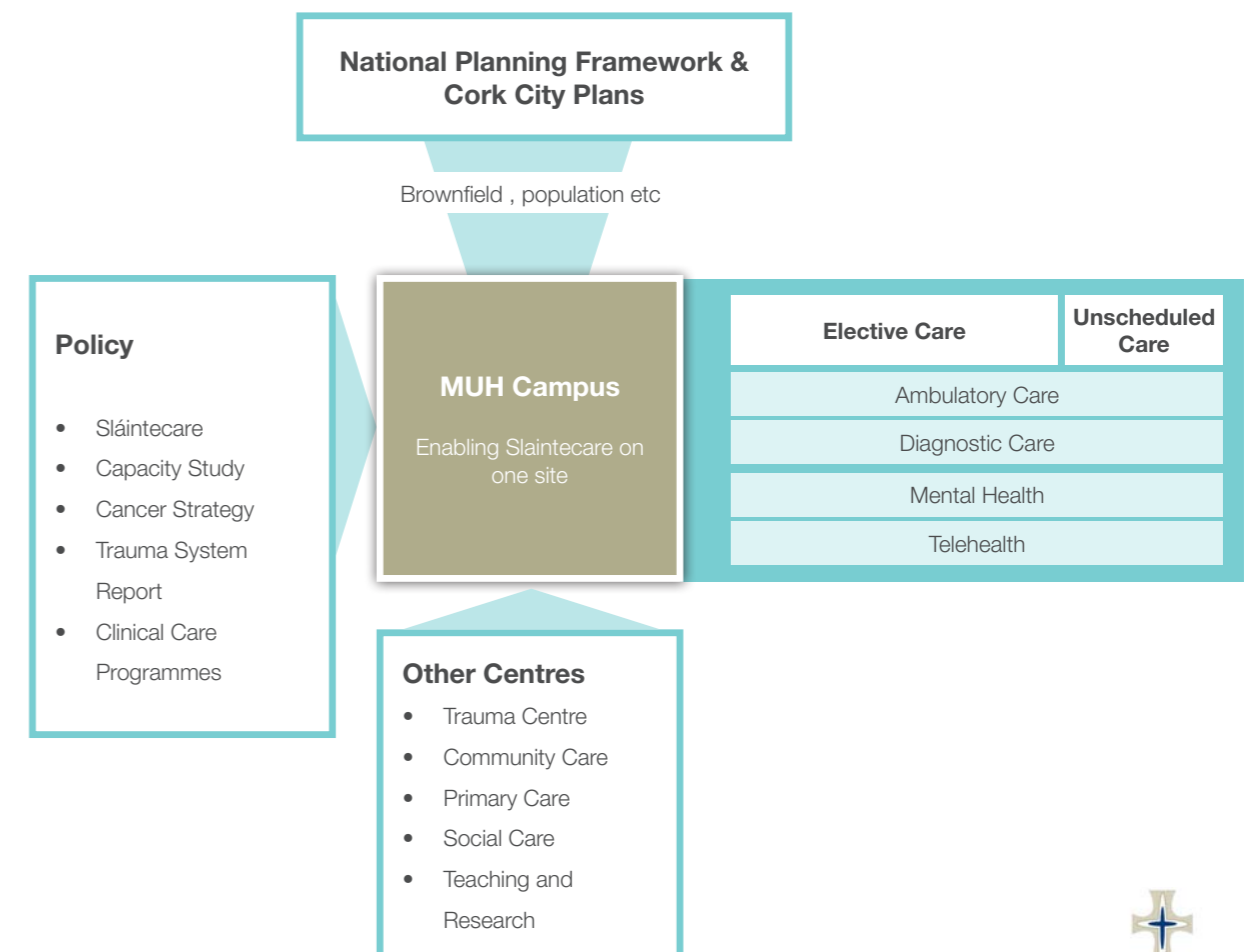 National Planning Framework &
Cork City Plans
Brownfield , population etc
Policy
• Sláintecare
• Capacity Study
• Cancer Strategy
• Trauma System
Report
• Clinical Care
Programmes
MUH Campus
Enabling Slaintecare on
one site
Elective Care
Unscheduled
Care
Ambulatory Care
Diagnostic Care
Mental Health
Telehealth
Other Centres
• Trauma Centre
• Community Care
• Primary Care
• Social Care
• Teaching and
Research